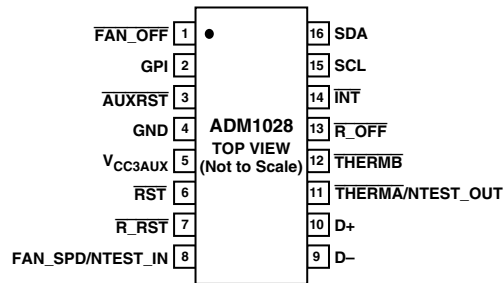 FAN_OFF 1 16 SDA
GPI 2 15 SCL
AUXRST 3 14 INT
GND 4 ADM1028 13 R_OFF
TOP VIEW
VCC3AUX 5 (Not to Scale) 12 THERMB
RST 6 11 THERMA/NTEST_OUT
R_RST 7 10 D+
FAN_SPD/NTEST_IN 8 9 D–